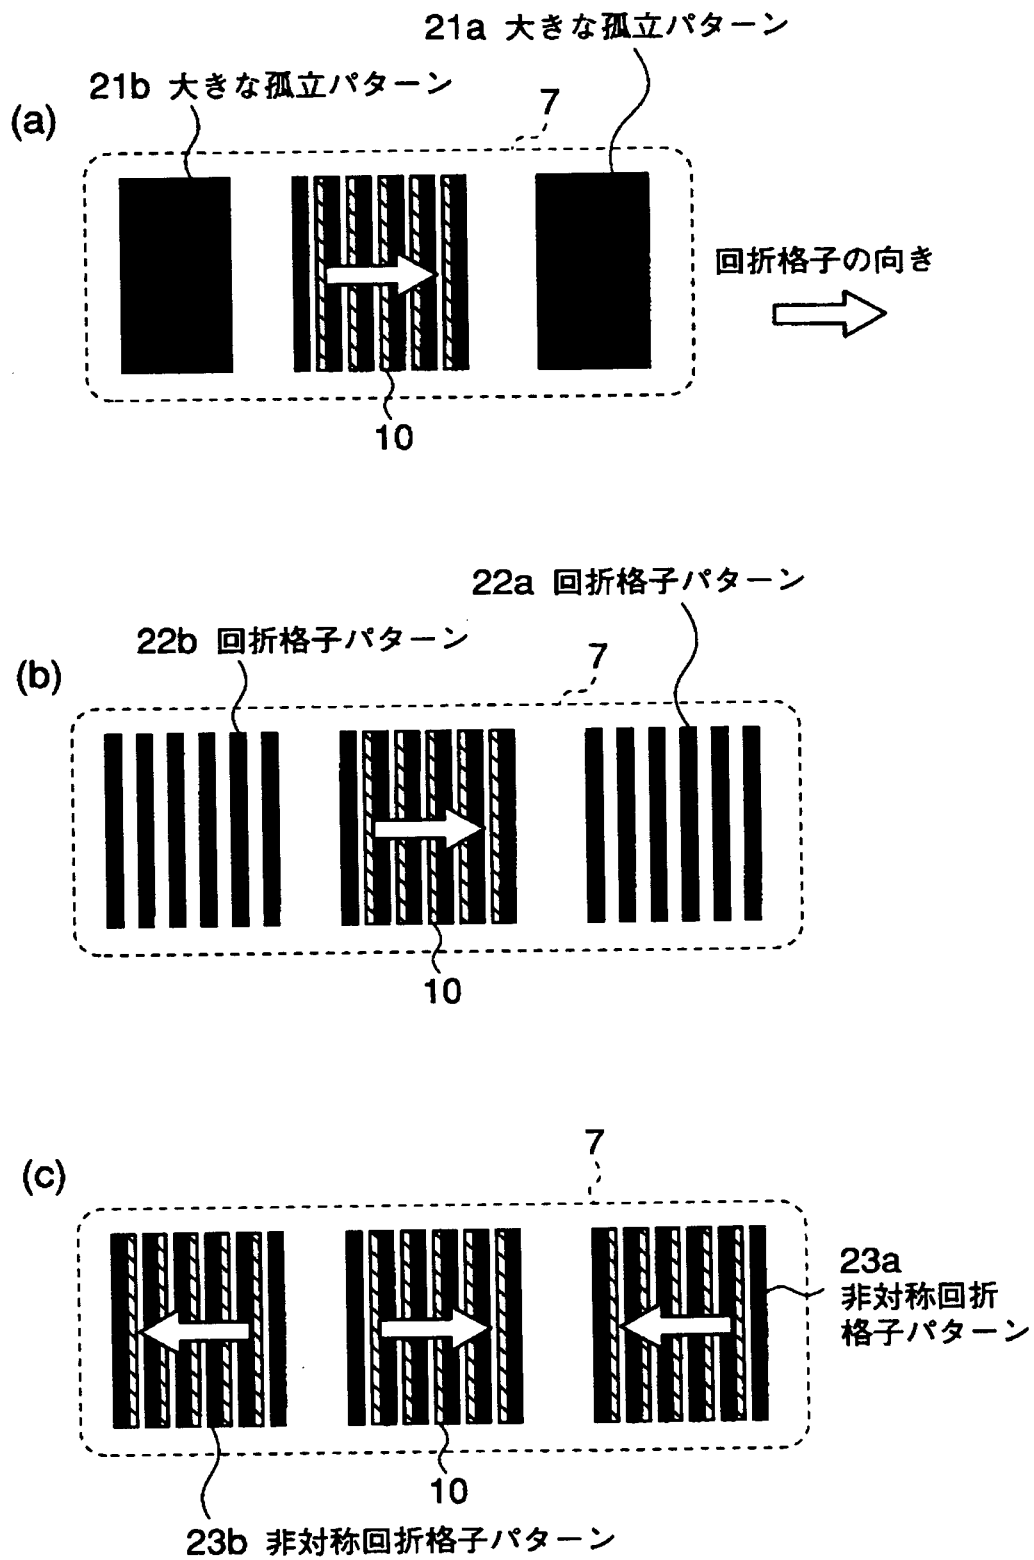 21a 大きな孤立パターン
21b 大きな孤立パターン
(a)
7
回折格子の向き
10
22a 回折格子パターン
22b 回折格子パターン
(b)
7
10
7
(c)
23a
非対称回折
格子パターン
10
23b 非対称回折格子パターン